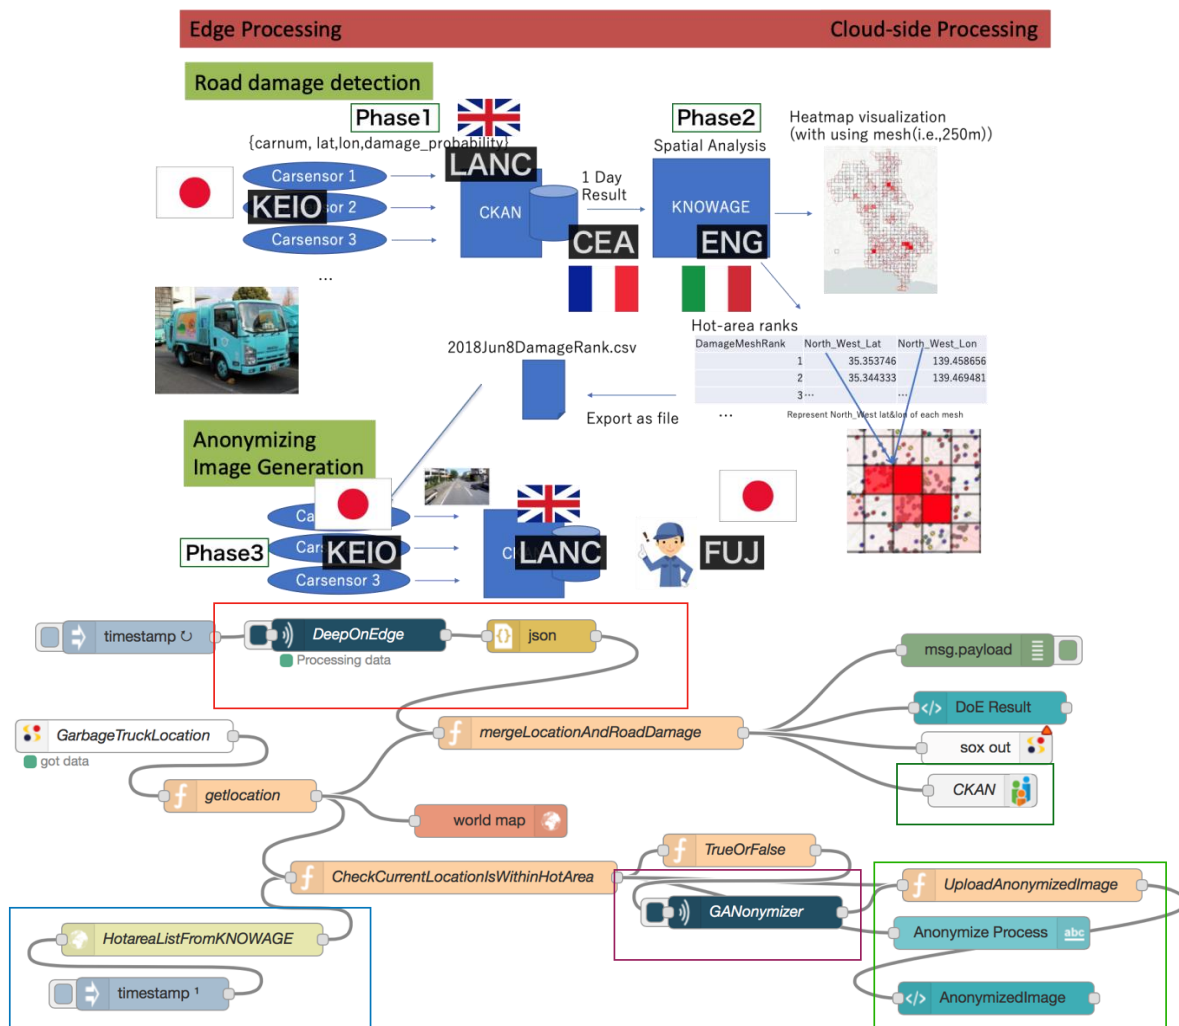 Edge Processing
Cloud-side Processing
Road damage detection
Phase1
{carnum, lat,lon,damage_probability}
Phase2
Spatial Analysis
Heatmap visualization
(with using mesh(i.e.,250m))
Carsensor 1
KEIO
2
Carsensor 3
...
LANC
CKAN
1 Day
Result
CEA
KNOWAGE
ENG
Hot-area ranks
DamageMeshRank North_West_Lat North_West_Lon
1 35.353746 139.458656
2 35.344333 139.469481
3 ... ...
...
Represent North_West lat&lon of each mesh
2018Jun8DamageRank.csv
Export as file
Anonymizing
Image Generation
Phase3
KEIO
Carsensor 3
LANC
FUJ
timestamp ↻
DeepOnEdge
Processing data
json
msg.payload
DoE Result
sox out
CKAN
GarbageTruckLocation
got data
mergeLocationAndRoadDamage
getlocation
world map
TrueOrFalse
CheckCurrentLocationIsWithinHotArea
GANonymizer
UploadAnonymizedImage
Anonymize Process
abc
AnonymizedImage
HotareaListFromKNOWAGE
timestamp ¹